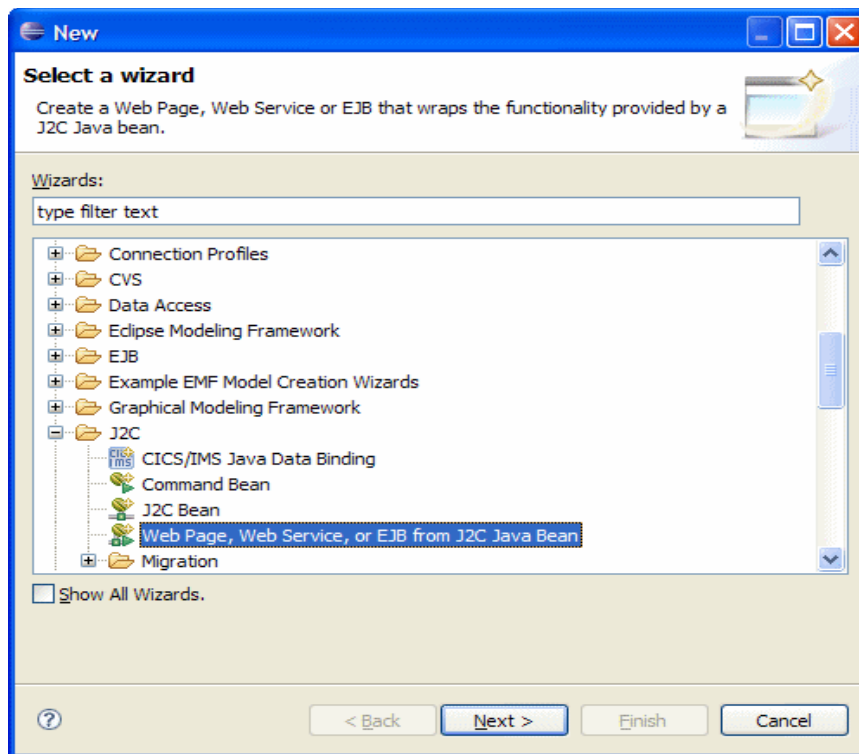 New
Select a wizard
Create a Web Page, Web Service or EJB that wraps the functionality provided by a
J2C Java bean.
Wizards:
type filter text
Connection Profiles
CVS
Data Access
Eclipse Modeling Framework
EJB
Example EMF Model Creation Wizards
Graphical Modeling Framework
J2C
CICS/IMS Java Data Binding
Command Bean
J2C Bean
Web Page, Web Service, or EJB from J2C Java Bean
Migration
Show All Wizards.
? < Back Next > Finish Cancel